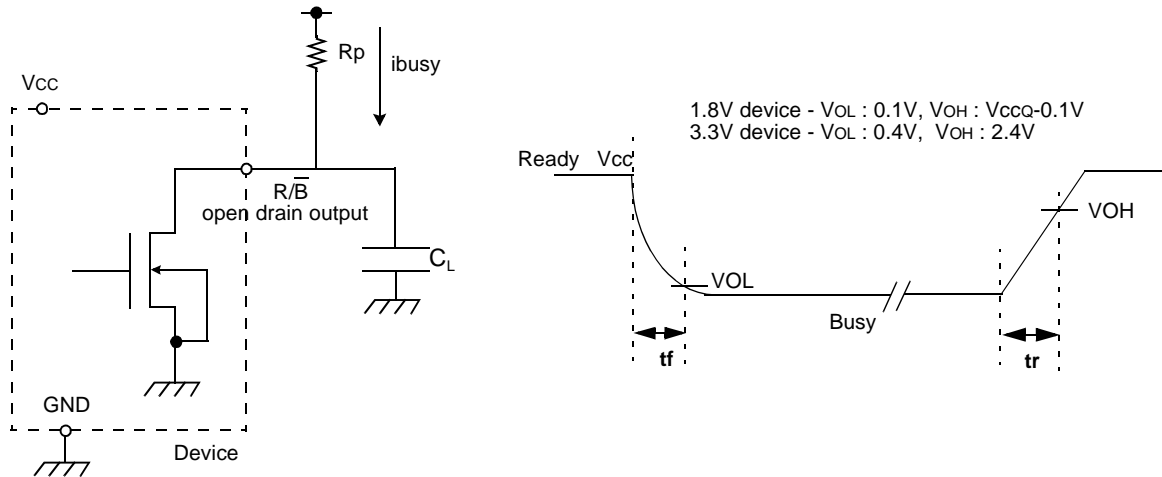 Rp
ibusy
VCC
R/B̅
open drain output
CL
GND
Device
1.8V device - VOL : 0.1V, VOH : VCCQ-0.1V
3.3V device - VOL : 0.4V, VOH : 2.4V
Ready Vcc
VOH
VOL
Busy
tf
tr